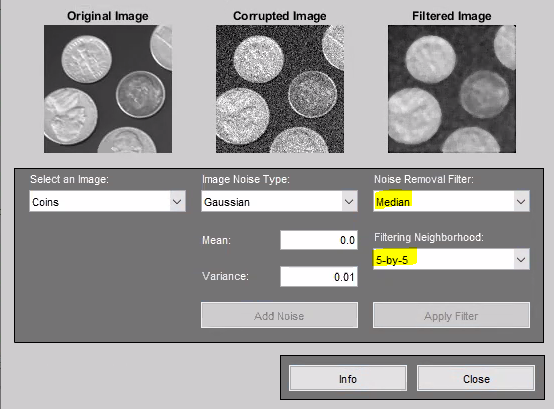 Original Image
Corrupted Image
Filtered Image
Select an Image:
Image Noise Type:
Noise Removal Filter:
Coins
Gaussian
Median
Mean:
0.0
Filtering Neighborhood:
5-by-5
Variance:
0.01
Add Noise
Apply Filter
Info
Close